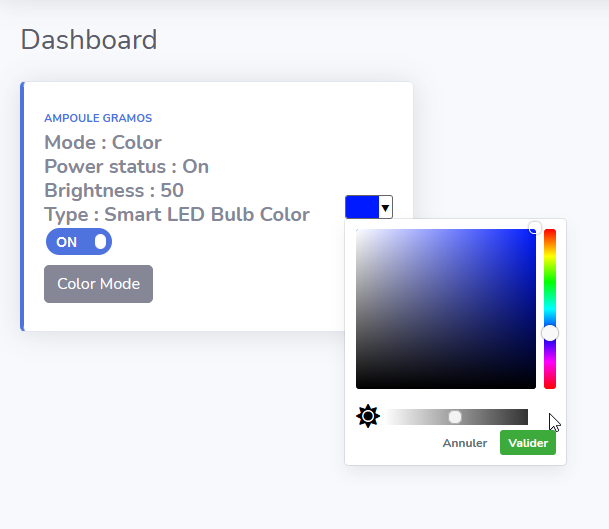 Dashboard
AMPOULE GRAMOS
Mode : Color
Power status : On
Brightness : 50
Type : Smart LED Bulb Color
ON
Color Mode
Annuler
Valider